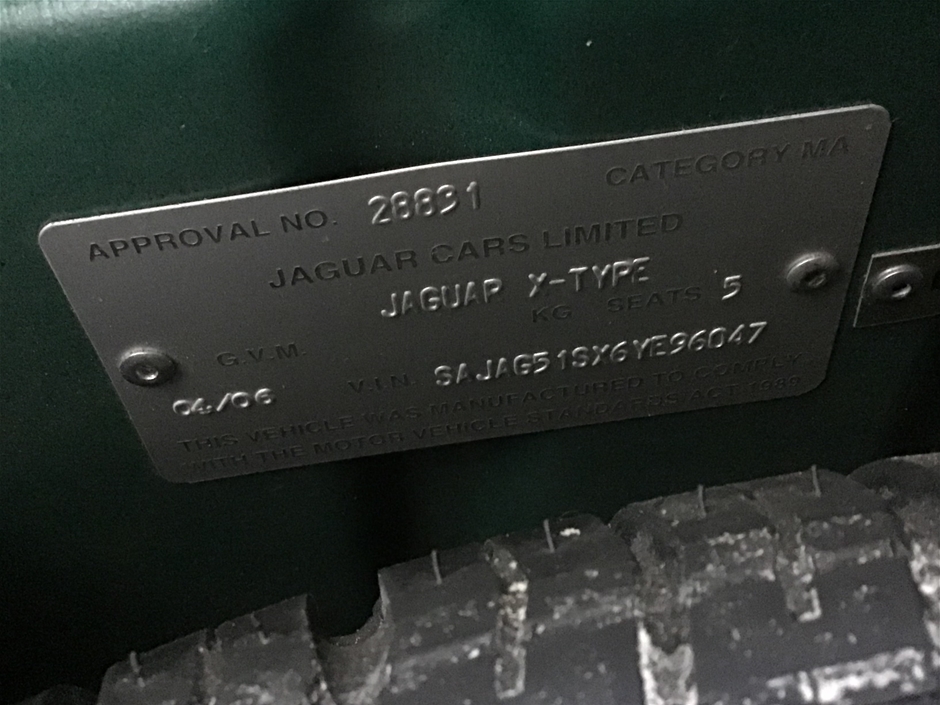 APPROVAL NO. 28831 CATEGORY MA
JAGUAR CARS LIMITED
JAGUAR X-TYPE
G.V.M. KG SEATS 5
04/06 V.I.N. SAJAG51SX6YE96047
THIS VEHICLE WAS MANUFACTURED TO COMPLY
WITH THE MOTOR VEHICLE STANDARDS ACT 1989